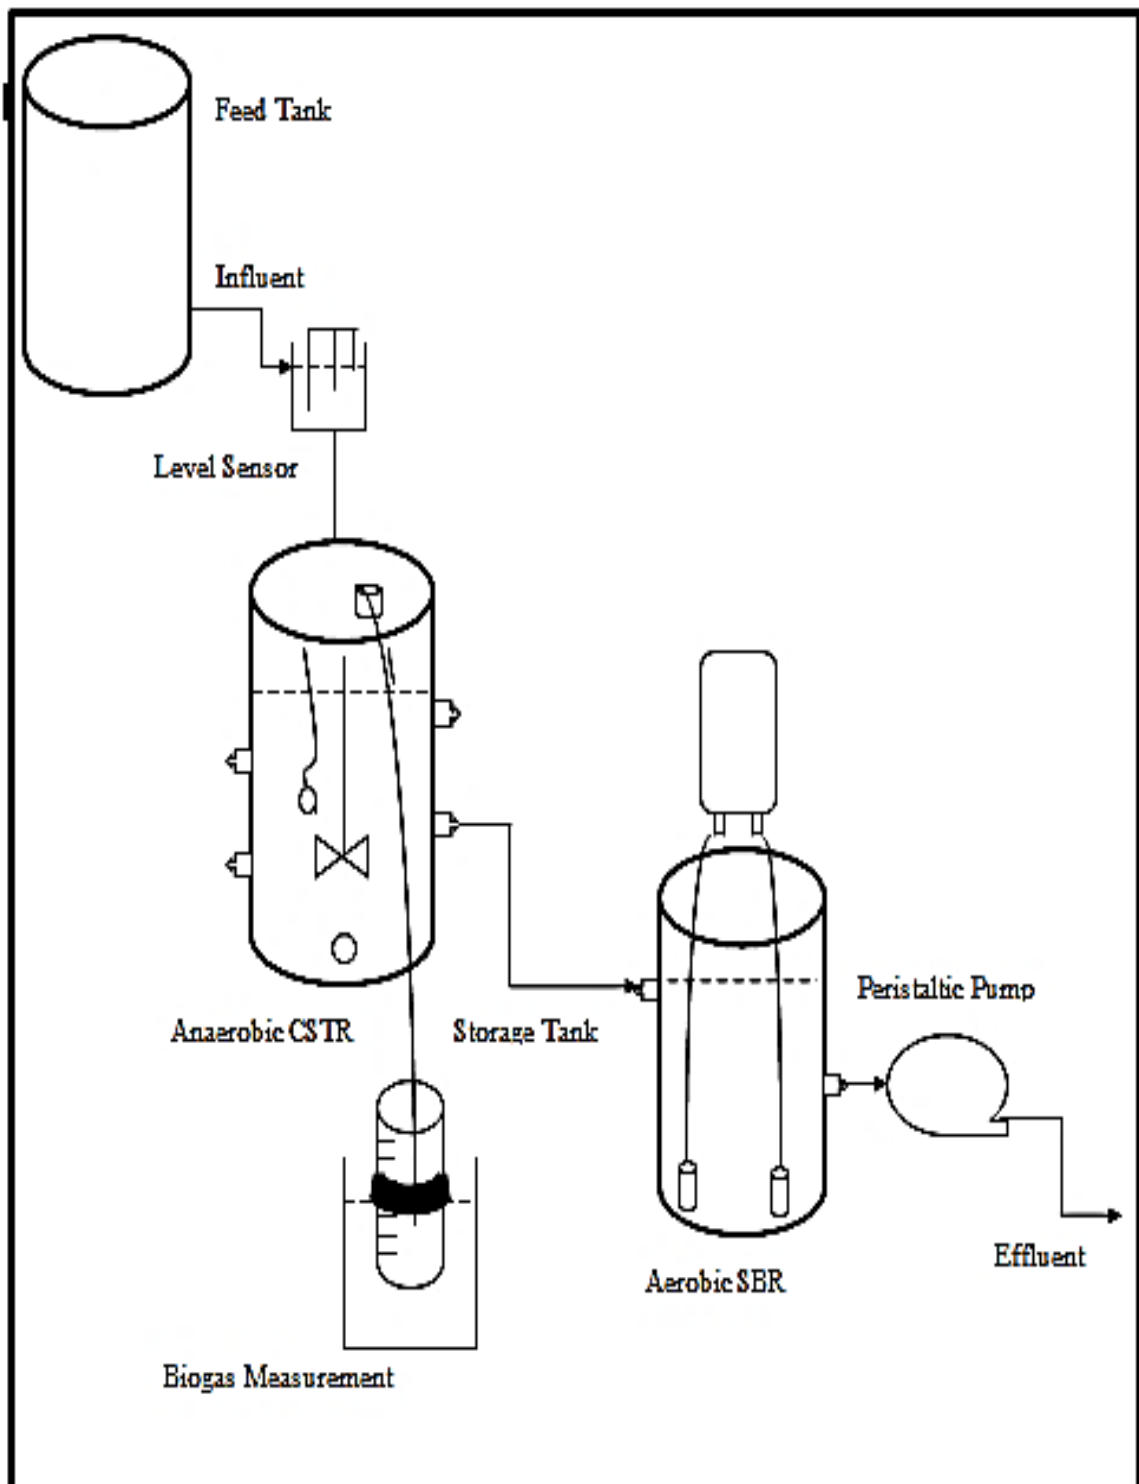 Feed Tank
Influent
Level Sensor
Anaerobic CSTR
Storage Tank
Peristaltic Pump
Aerobic SBR
Effluent
Biogas Measurement